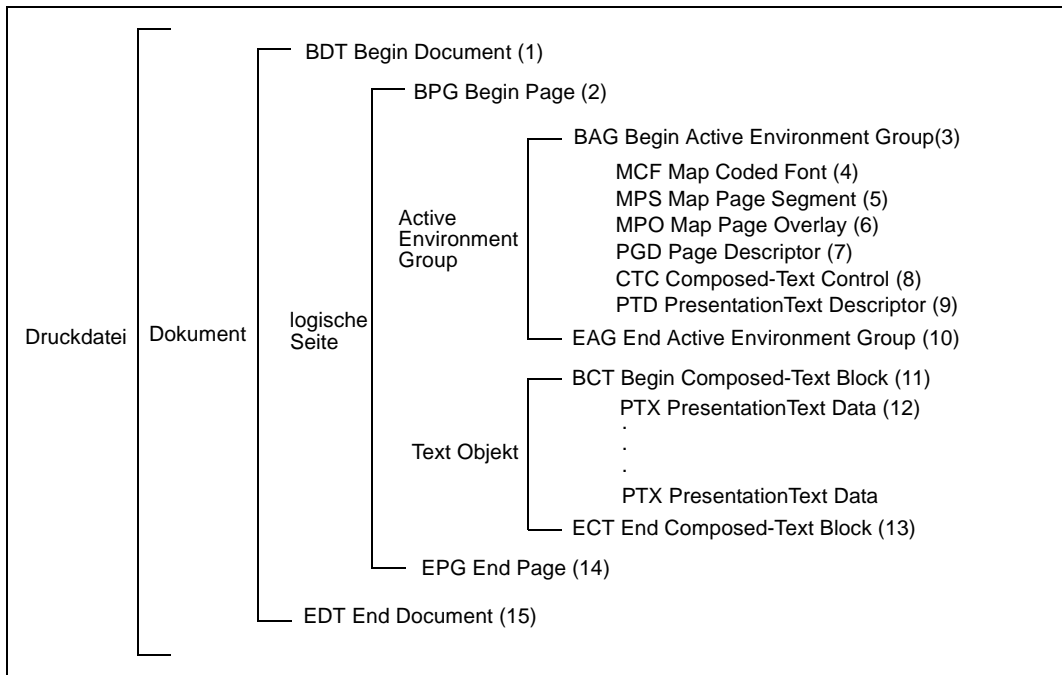 BDT Begin Document (1)
BPG Begin Page (2)
BAG Begin Active Environment Group(3)
MCF Map Coded Font (4)
MPS Map Page Segment (5)
MPO Map Page Overlay (6)
PGD Page Descriptor (7)
CTC Composed-Text Control (8)
PTD PresentationText Descriptor (9)
Active
Environment
Group
EAG End Active Environment Group (10)
logische
Seite
Druckdatei
Dokument
BCT Begin Composed-Text Block (11)
PTX PresentationText Data (12)
.
.
.
Text Objekt
PTX PresentationText Data
ECT End Composed-Text Block (13)
EPG End Page (14)
EDT End Document (15)